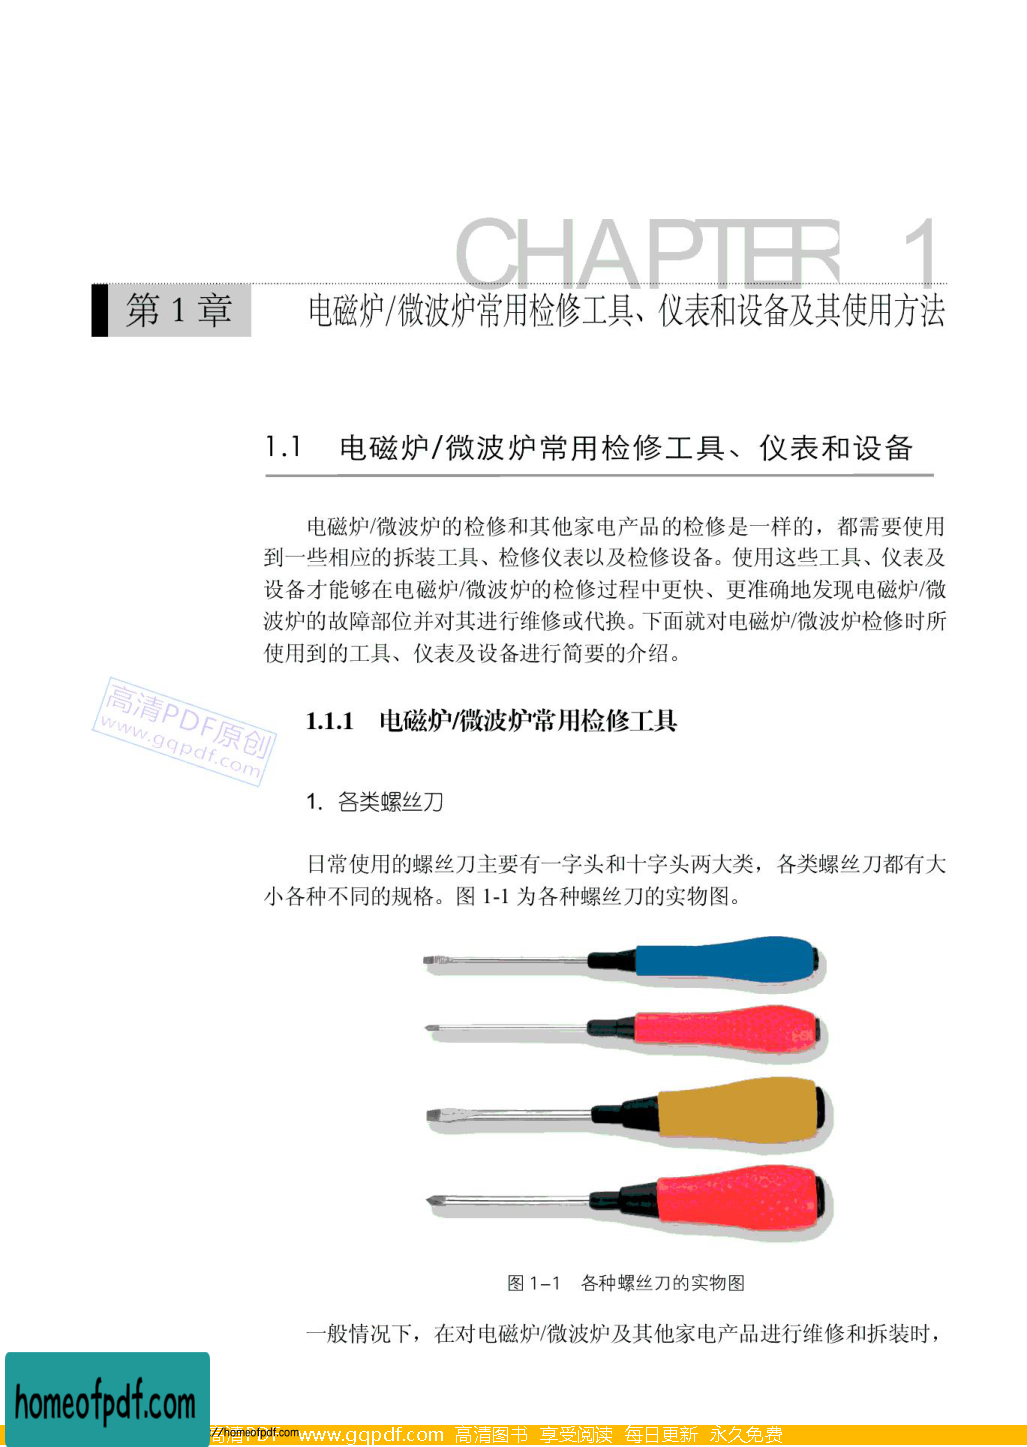 CHAPTER 1
第 1 章 电磁炉/微波炉常用检修工具、仪表和设备及其使用方法
1.1 电磁炉/微波炉常用检修工具、仪表和设备
电磁炉/微波炉的检修和其他家电产品的检修是一样的，都需要使用
到一些相应的拆装工具、检修仪表以及检修设备。使用这些工具、仪表及
设备才能够在电磁炉/微波炉的检修过程中更快、更准确地发现电磁炉/微
波炉的故障部位并对其进行维修或代换。下面就对电磁炉/微波炉检修时所
使用到的工具、仪表及设备进行简要的介绍。
高清PDF原创
www.gqpdf.com
1.1.1 电磁炉/微波炉常用检修工具
1. 各类螺丝刀
日常使用的螺丝刀主要有一字头和十字头两大类，各类螺丝刀都有大
小各种不同的规格。图 1-1 为各种螺丝刀的实物图。
图 1-1 各种螺丝刀的实物图
一般情况下，在对电磁炉/微波炉及其他家电产品进行维修和拆装时，
homeofpdf.com
://homeofpdf.com
高清PDF www.gqpdf.com 高清图书 享受阅读 每日更新 永久免费